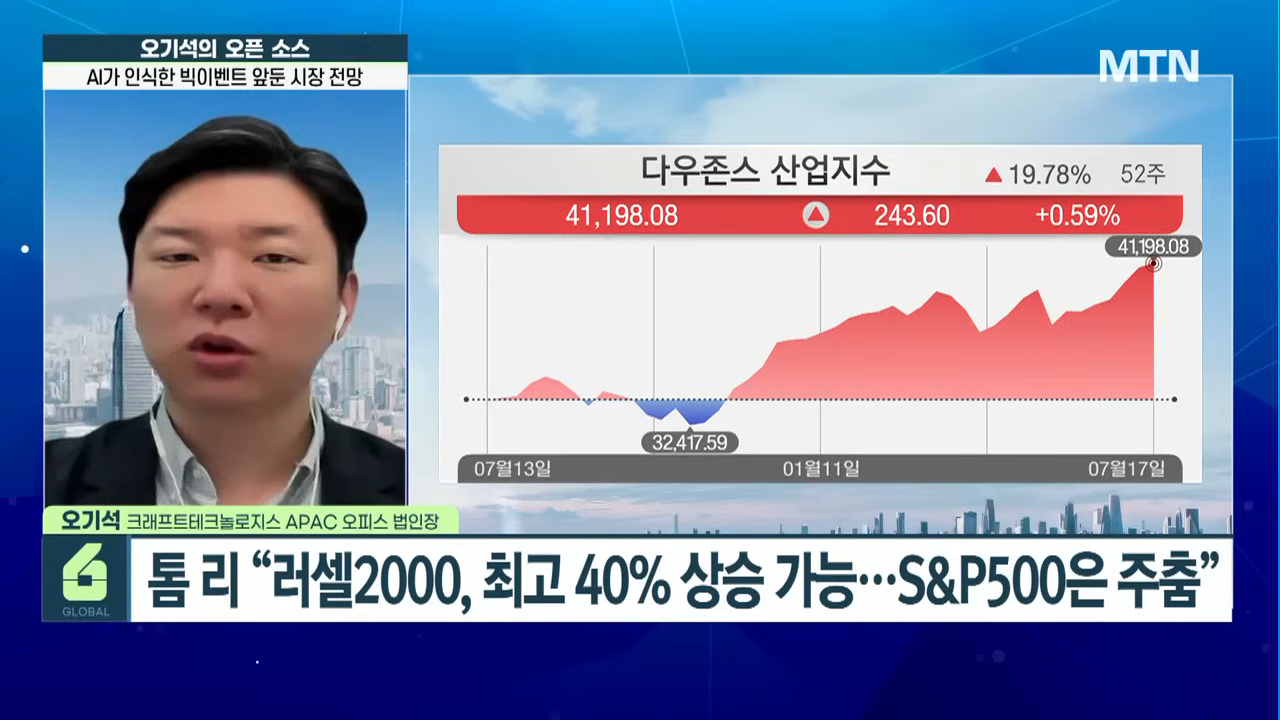 오기석의 오픈 소스
AI가 인식한 빅이벤트 앞둔 시장 전망
MTN
다우존스 산업지수 ▲ 19.78% 52주
41,198.08 ▲ 243.60 +0.59%
41,198.08
32,417.59
07월13일 01월11일 07월17일
오기석 크래프트테크놀로지스 APAC 오피스 법인장
6
GLOBAL
톰 리 “러셀2000, 최고 40% 상승 가능…S&P500은 주춤”